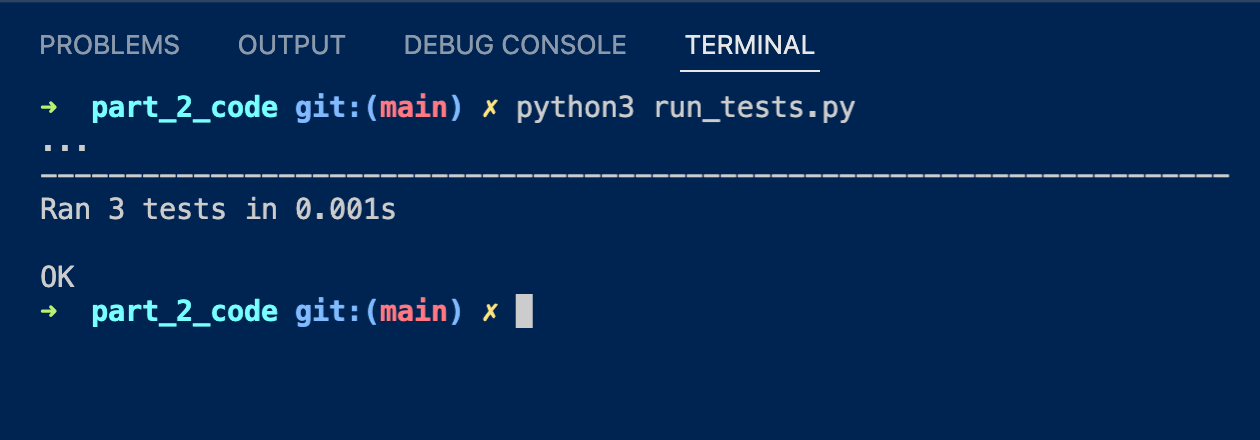 PROBLEMS OUTPUT DEBUG CONSOLE TERMINAL
➜ part_2_code git:(main) ✗ python3 run_tests.py
...
----------------------------------------------------------------------
Ran 3 tests in 0.001s
OK
➜ part_2_code git:(main) ✗